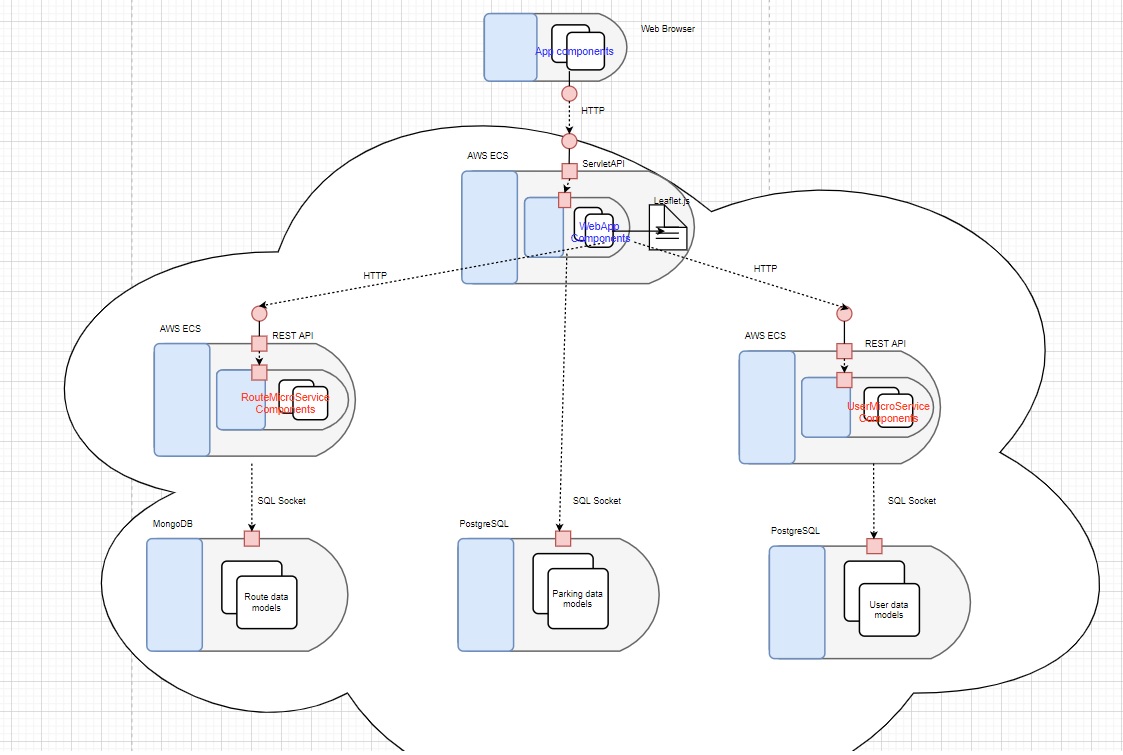 Web Browser
App components
HTTP
AWS ECS
ServletAPI
Leaflet.js
WebApp
Components
HTTP
HTTP
AWS ECS
REST API
RouteMicroService
Components
AWS ECS
REST API
UserMicroService
Components
SQL Socket
SQL Socket
SQL Socket
MongoDB
Route data
models
PostgreSQL
Parking data
models
PostgreSQL
User data
models